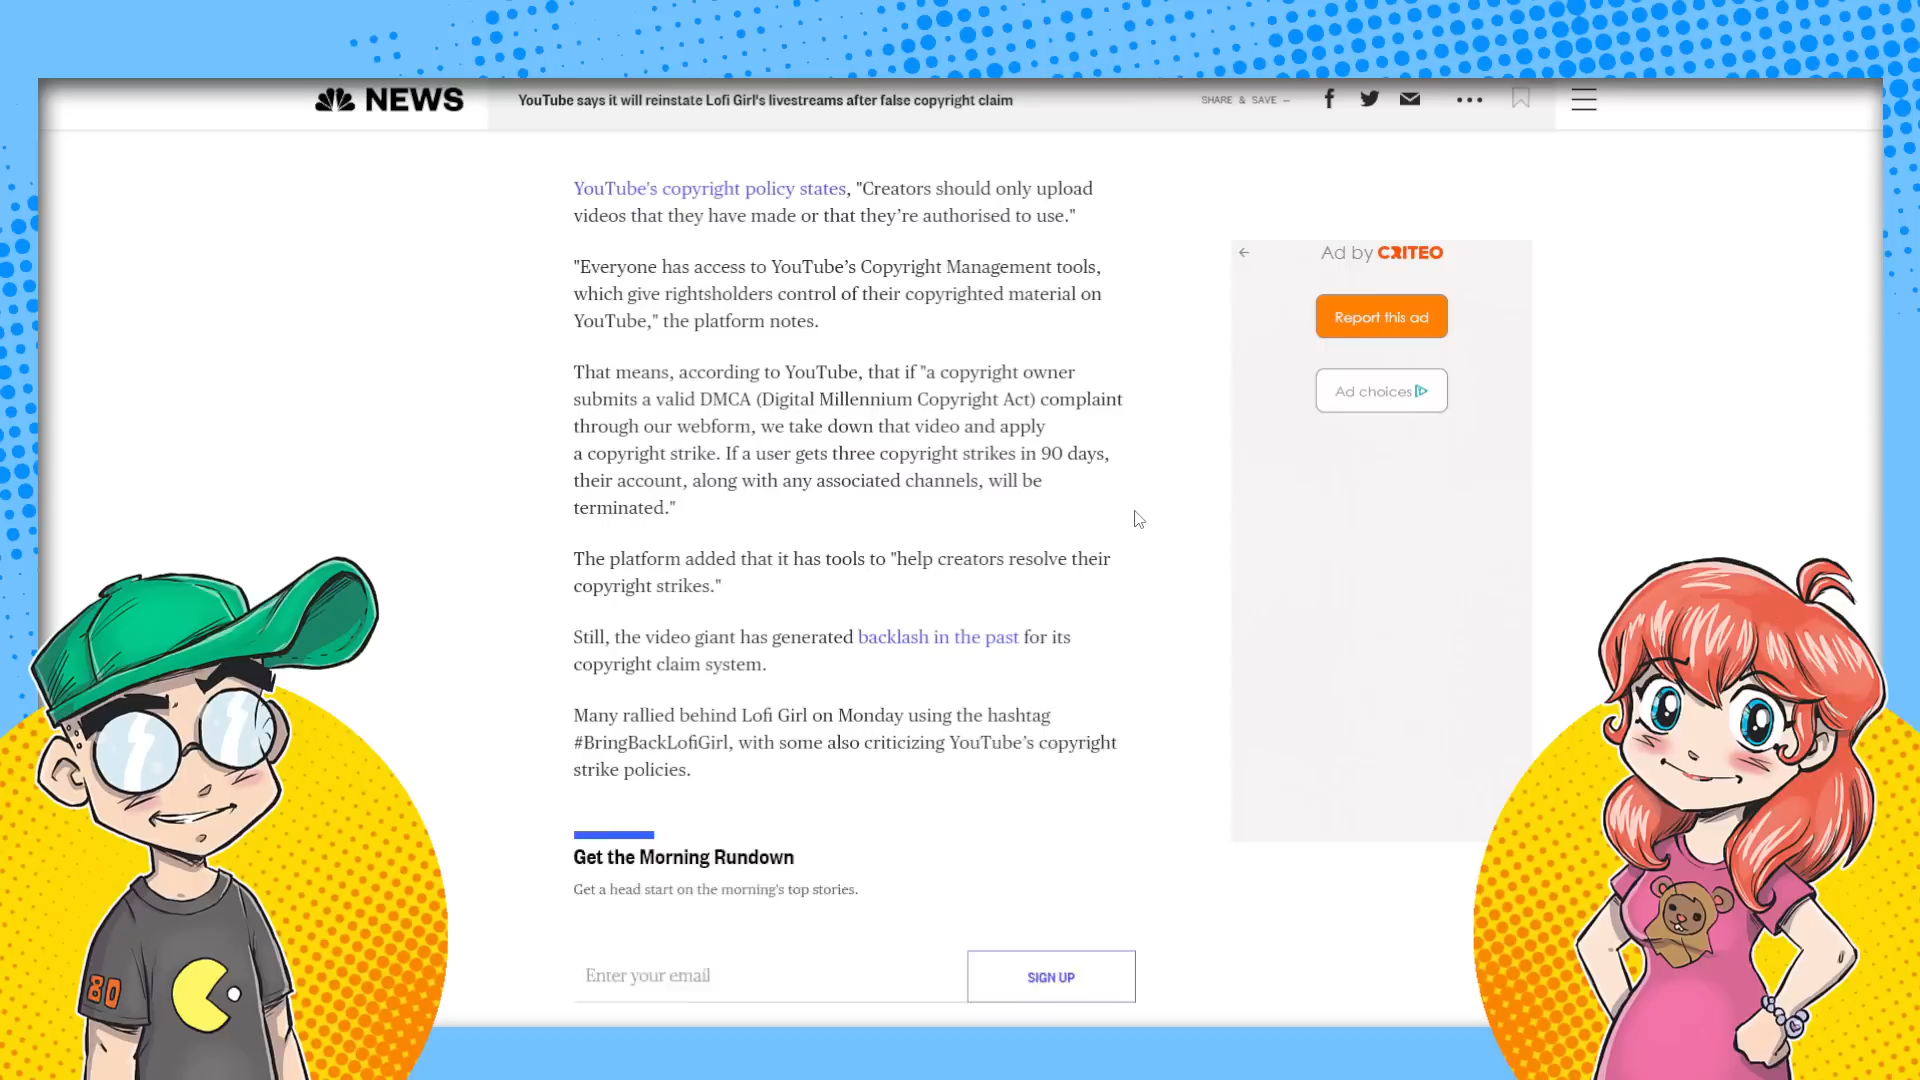 NEWS
YouTube says it will reinstate Lofi Girl's livestreams after false copyright claim
SHARE & SAVE —
YouTube's copyright policy states, "Creators should only upload
videos that they have made or that they’re authorised to use."
"Everyone has access to YouTube’s Copyright Management tools,
which give rightsholders control of their copyrighted material on
YouTube," the platform notes.
That means, according to YouTube, that if "a copyright owner
submits a valid DMCA (Digital Millennium Copyright Act) complaint
through our webform, we take down that video and apply
a copyright strike. If a user gets three copyright strikes in 90 days,
their account, along with any associated channels, will be
terminated."
The platform added that it has tools to "help creators resolve their
copyright strikes."
Still, the video giant has generated backlash in the past for its
copyright claim system.
Many rallied behind Lofi Girl on Monday using the hashtag
#BringBackLofiGirl, with some also criticizing YouTube’s copyright
strike policies.
Get the Morning Rundown
Get a head start on the morning's top stories.
Enter your email
SIGN UP
Ad by CRITEO
Report this ad
Ad choices
80